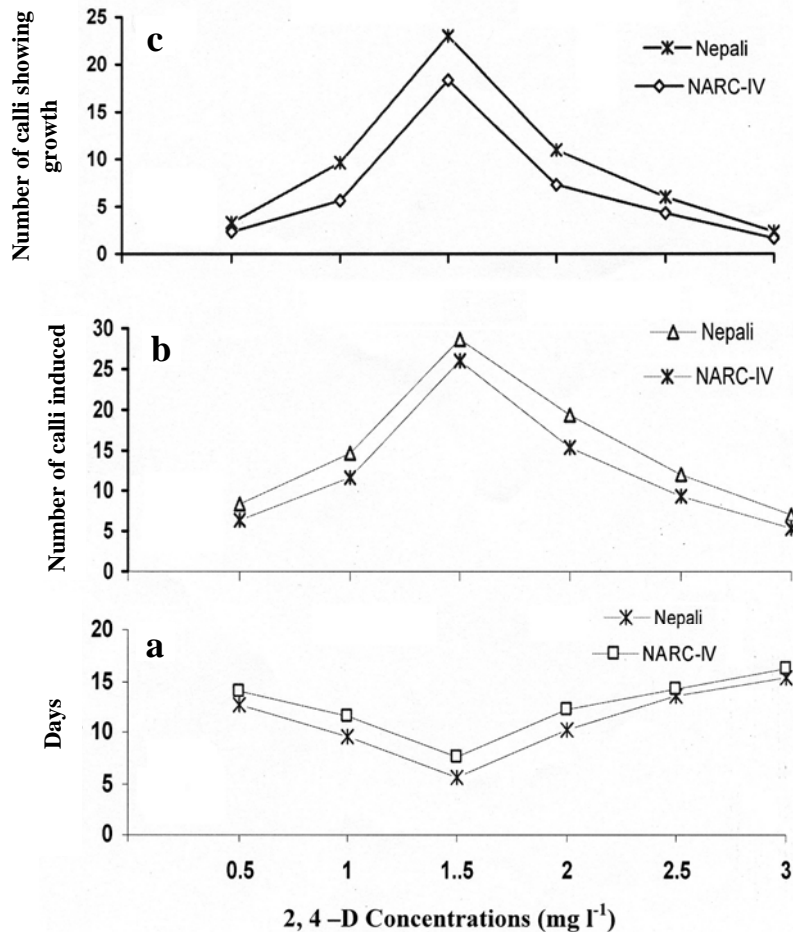 c
Number of calli showing
growth
25
20
15
10
5
0
Nepali
NARC-IV
b
Number of calli induced
30
25
20
15
10
5
0
Nepali
NARC-IV
a
Days
20
15
10
5
0
Nepali
NARC-IV
0.5 1 1..5 2 2.5 3
2, 4 –D Concentrations (mg l⁻¹)